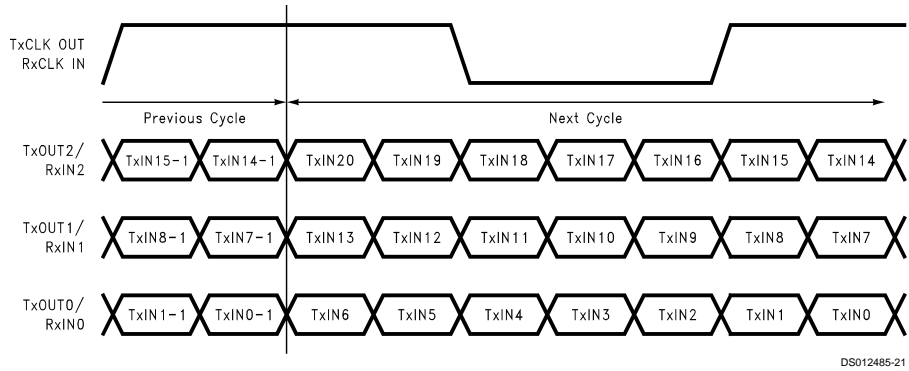 TxCLK OUT
RxCLK IN
Previous Cycle
Next Cycle
TxOUT2/
RxIN2
TxIN15-1 TxIN14-1 TxIN20 TxIN19 TxIN18 TxIN17 TxIN16 TxIN15 TxIN14
TxOUT1/
RxIN1
TxIN8-1 TxIN7-1 TxIN13 TxIN12 TxIN11 TxIN10 TxIN9 TxIN8 TxIN7
TxOUT0/
RxIN0
TxIN1-1 TxIN0-1 TxIN6 TxIN5 TxIN4 TxIN3 TxIN2 TxIN1 TxIN0
DS012485-21